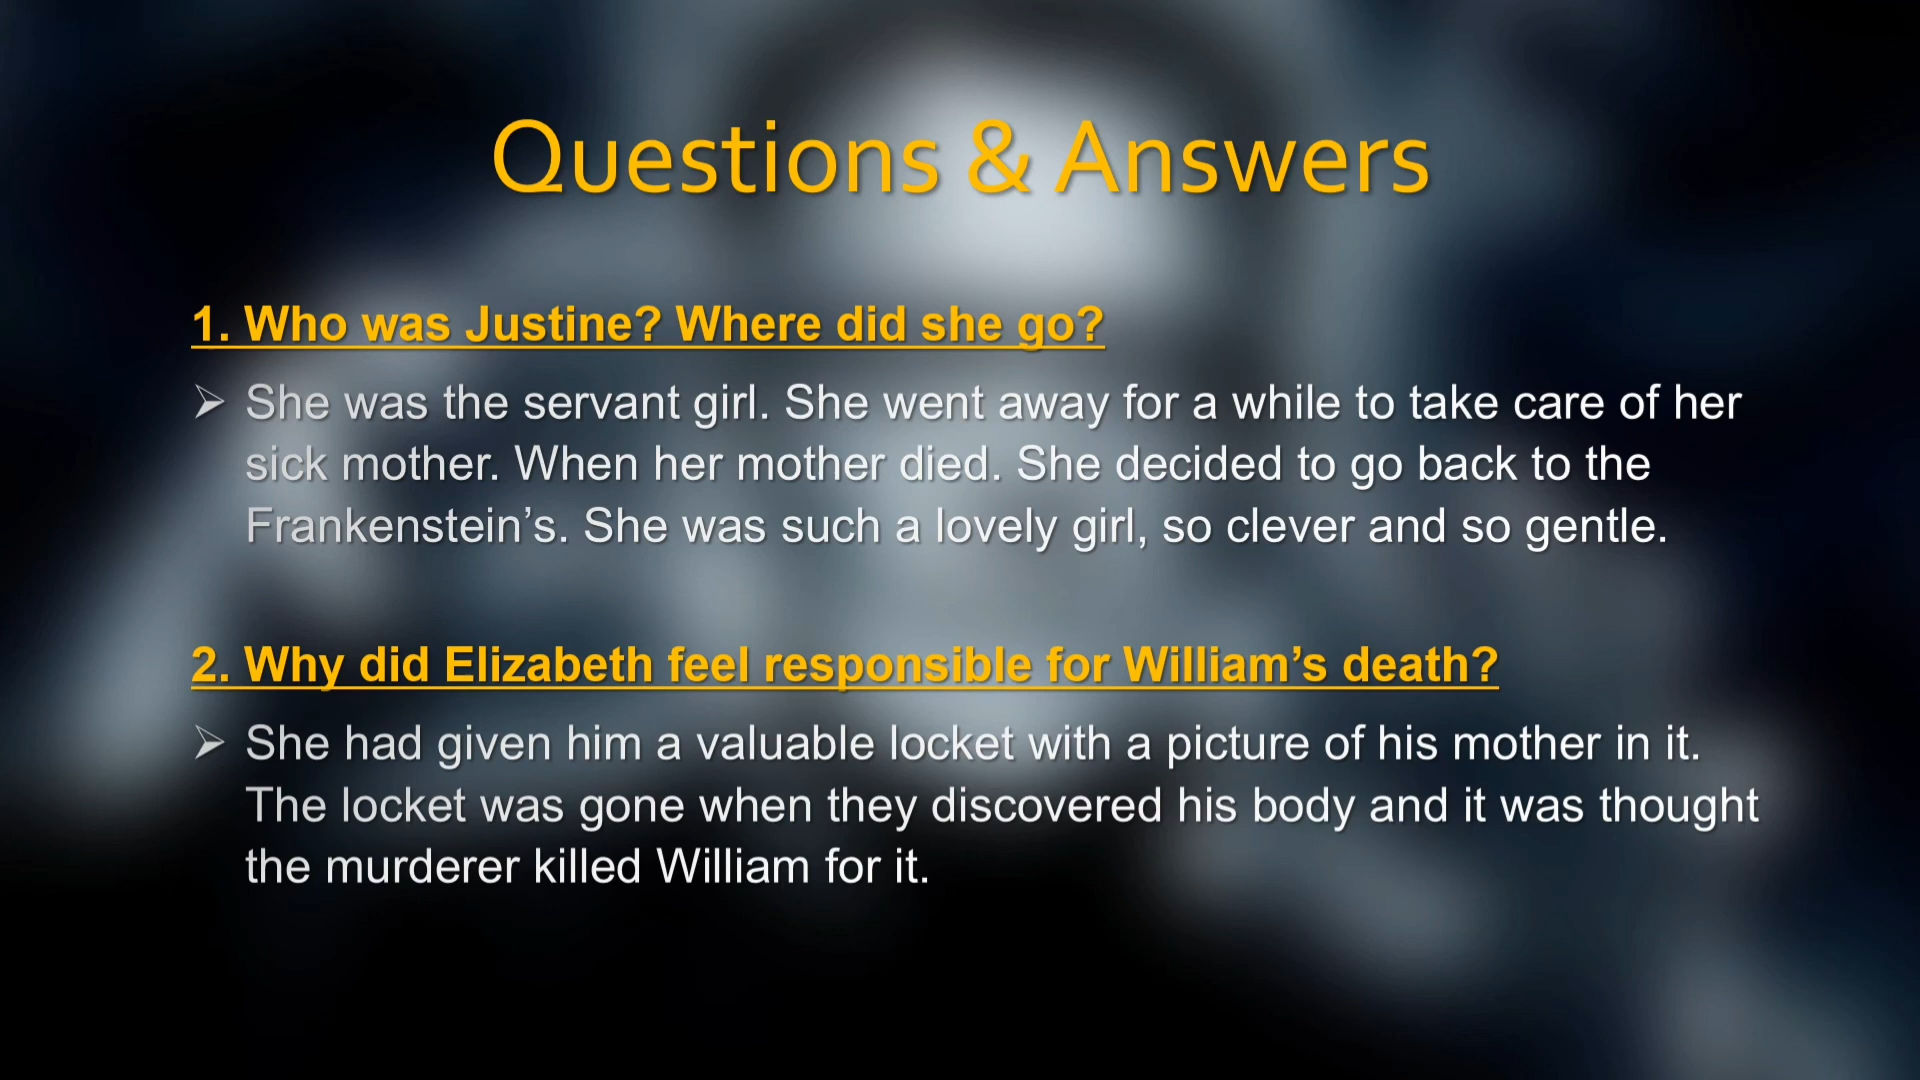 Questions & Answers
1. Who was Justine? Where did she go?
➢ She was the servant girl. She went away for a while to take care of her
sick mother. When her mother died. She decided to go back to the
Frankenstein’s. She was such a lovely girl, so clever and so gentle.
2. Why did Elizabeth feel responsible for William’s death?
➢ She had given him a valuable locket with a picture of his mother in it.
The locket was gone when they discovered his body and it was thought
the murderer killed William for it.